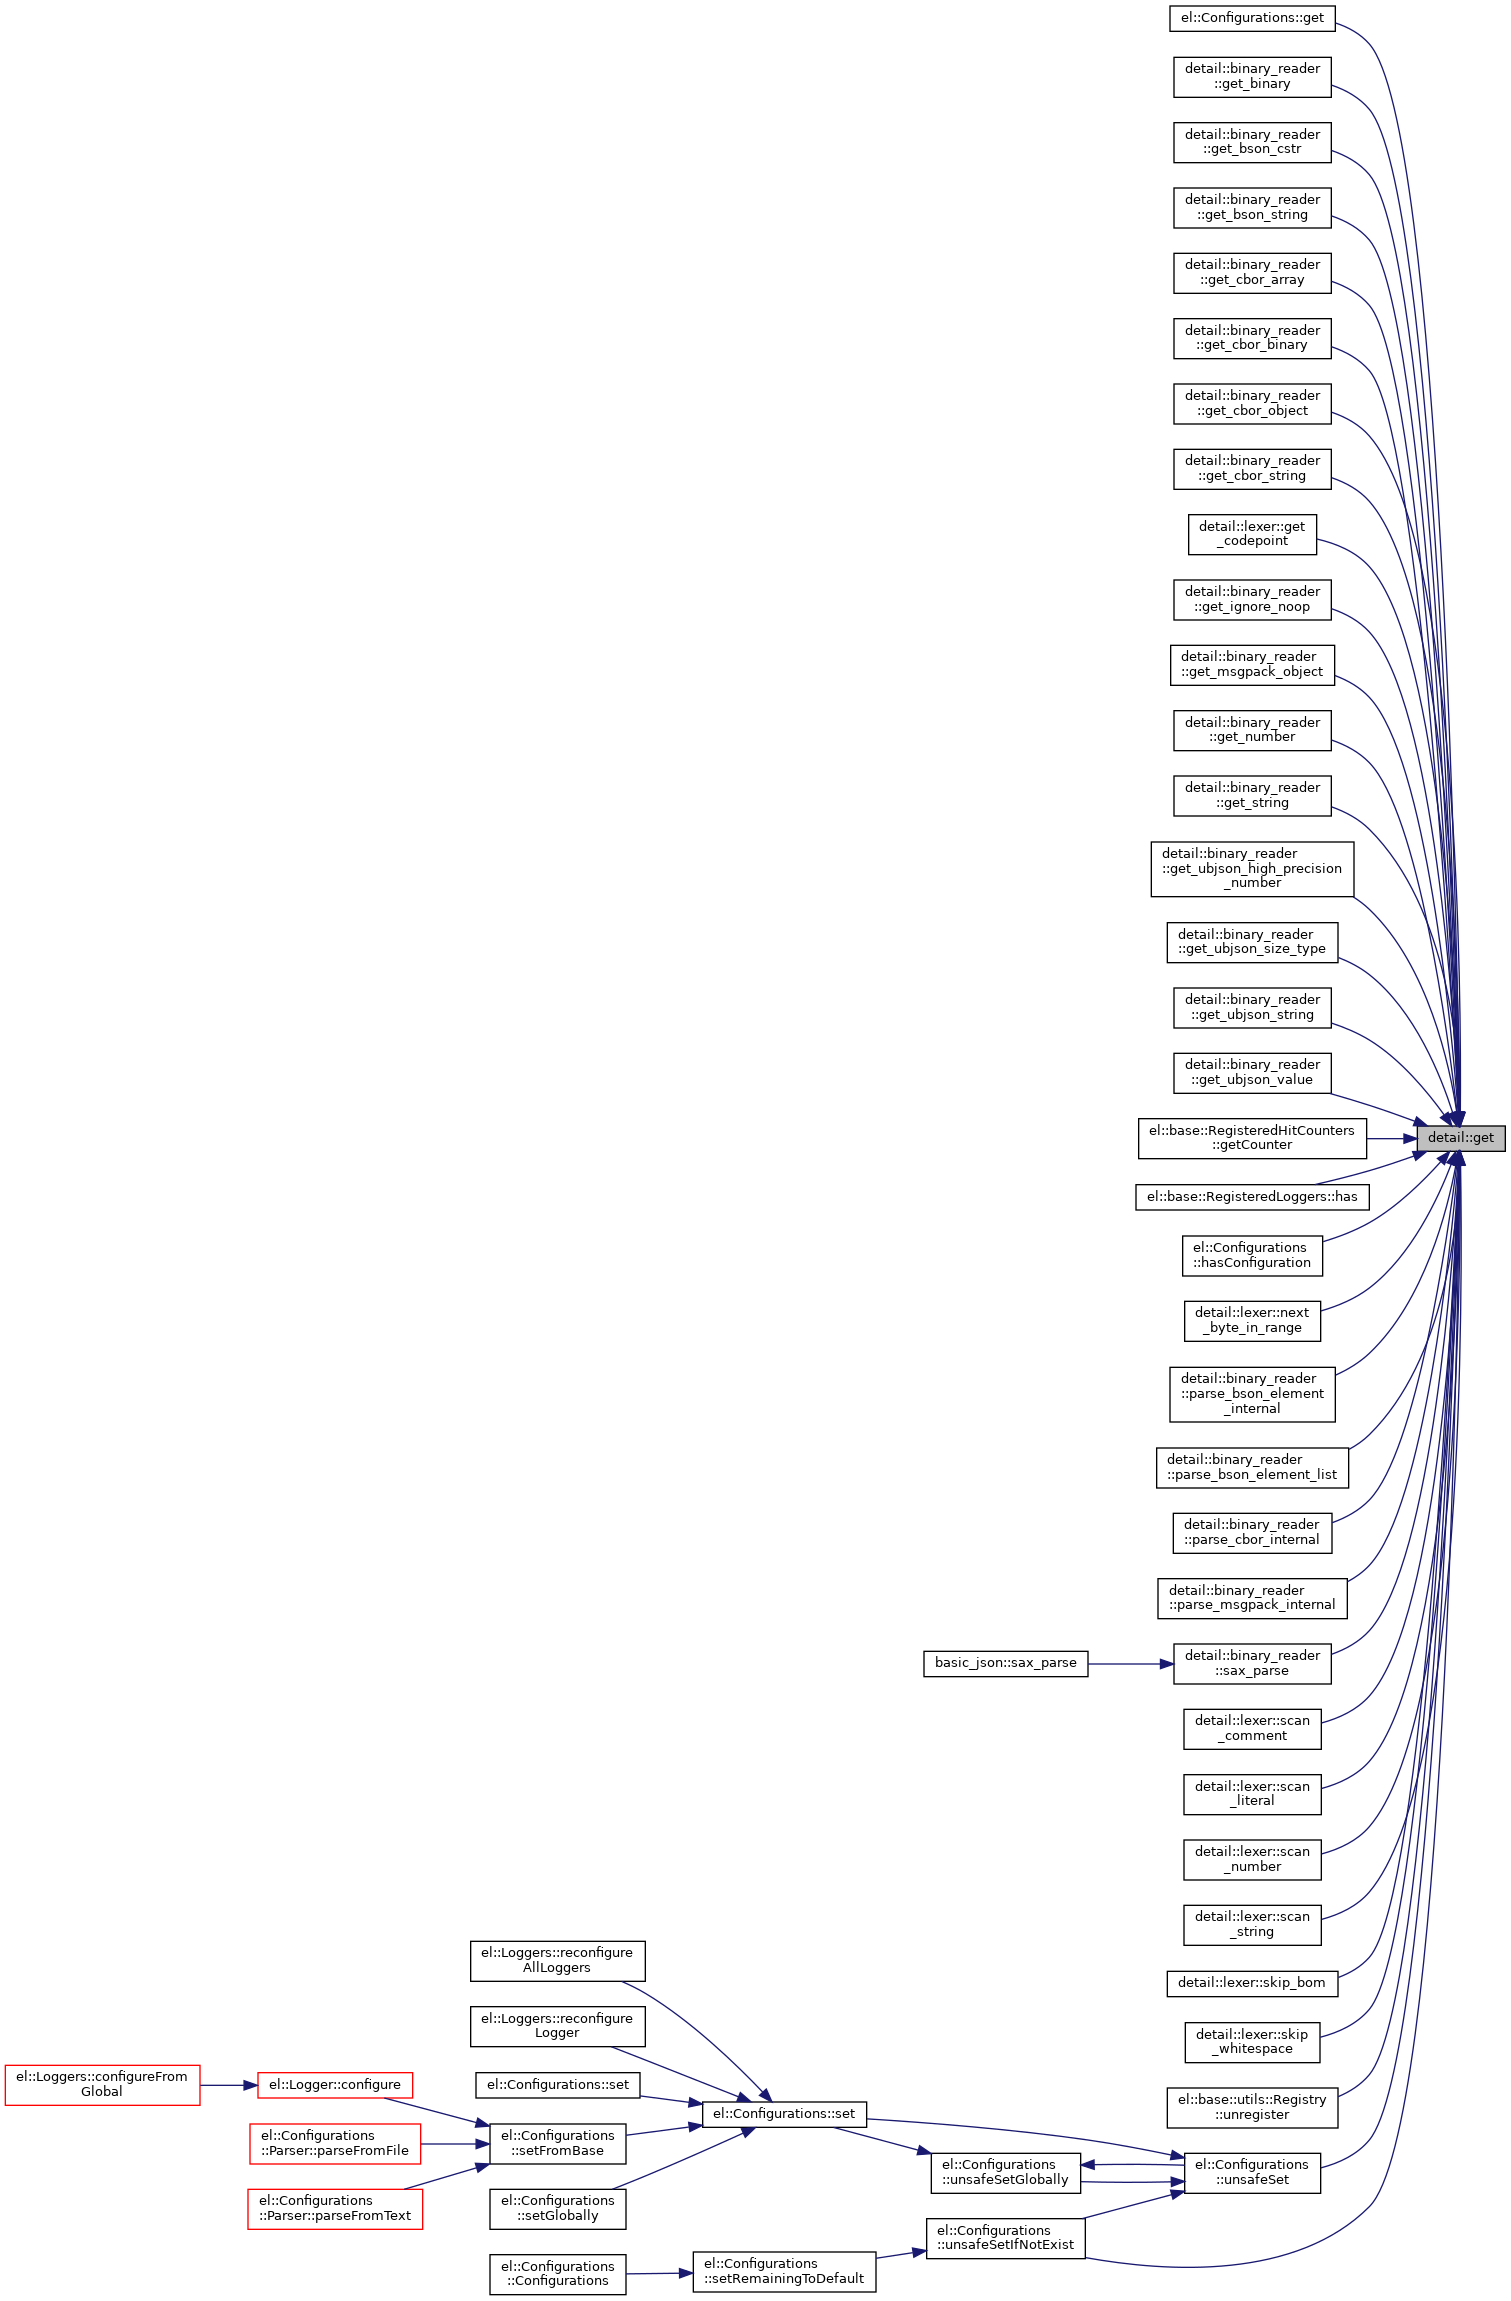 el::Configurations::get
detail::binary_reader
::get_binary
detail::binary_reader
::get_bson_cstr
detail::binary_reader
::get_bson_string
detail::binary_reader
::get_cbor_array
detail::binary_reader
::get_cbor_binary
detail::binary_reader
::get_cbor_object
detail::binary_reader
::get_cbor_string
detail::lexer::get
_codepoint
detail::binary_reader
::get_ignore_noop
detail::binary_reader
::get_msgpack_object
detail::binary_reader
::get_number
detail::binary_reader
::get_string
detail::binary_reader
::get_ubjson_high_precision
_number
detail::binary_reader
::get_ubjson_size_type
detail::binary_reader
::get_ubjson_string
detail::binary_reader
::get_ubjson_value
el::base::RegisteredHitCounters
::getCounter
detail::get
el::base::RegisteredLoggers::has
el::Configurations
::hasConfiguration
detail::lexer::next
_byte_in_range
detail::binary_reader
::parse_bson_element
_internal
detail::binary_reader
::parse_bson_element_list
detail::binary_reader
::parse_cbor_internal
detail::binary_reader
::parse_msgpack_internal
basic_json::sax_parse
detail::binary_reader
::sax_parse
detail::lexer::scan
_comment
detail::lexer::scan
_literal
detail::lexer::scan
_number
detail::lexer::scan
_string
el::Loggers::reconfigure
AllLoggers
detail::lexer::skip_bom
el::Loggers::reconfigure
Logger
detail::lexer::skip
_whitespace
el::Loggers::configureFrom
Global
el::Logger::configure
el::Configurations::set
el::Configurations::set
el::base::utils::Registry
::unregister
el::Configurations
::Parser::parseFromFile
el::Configurations
::setFromBase
el::Configurations
::unsafeSetGlobally
el::Configurations
::unsafeSet
el::Configurations
::Parser::parseFromText
el::Configurations
::setGlobally
el::Configurations
::unsafeSetIfNotExist
el::Configurations
::Configurations
el::Configurations
::setRemainingToDefault